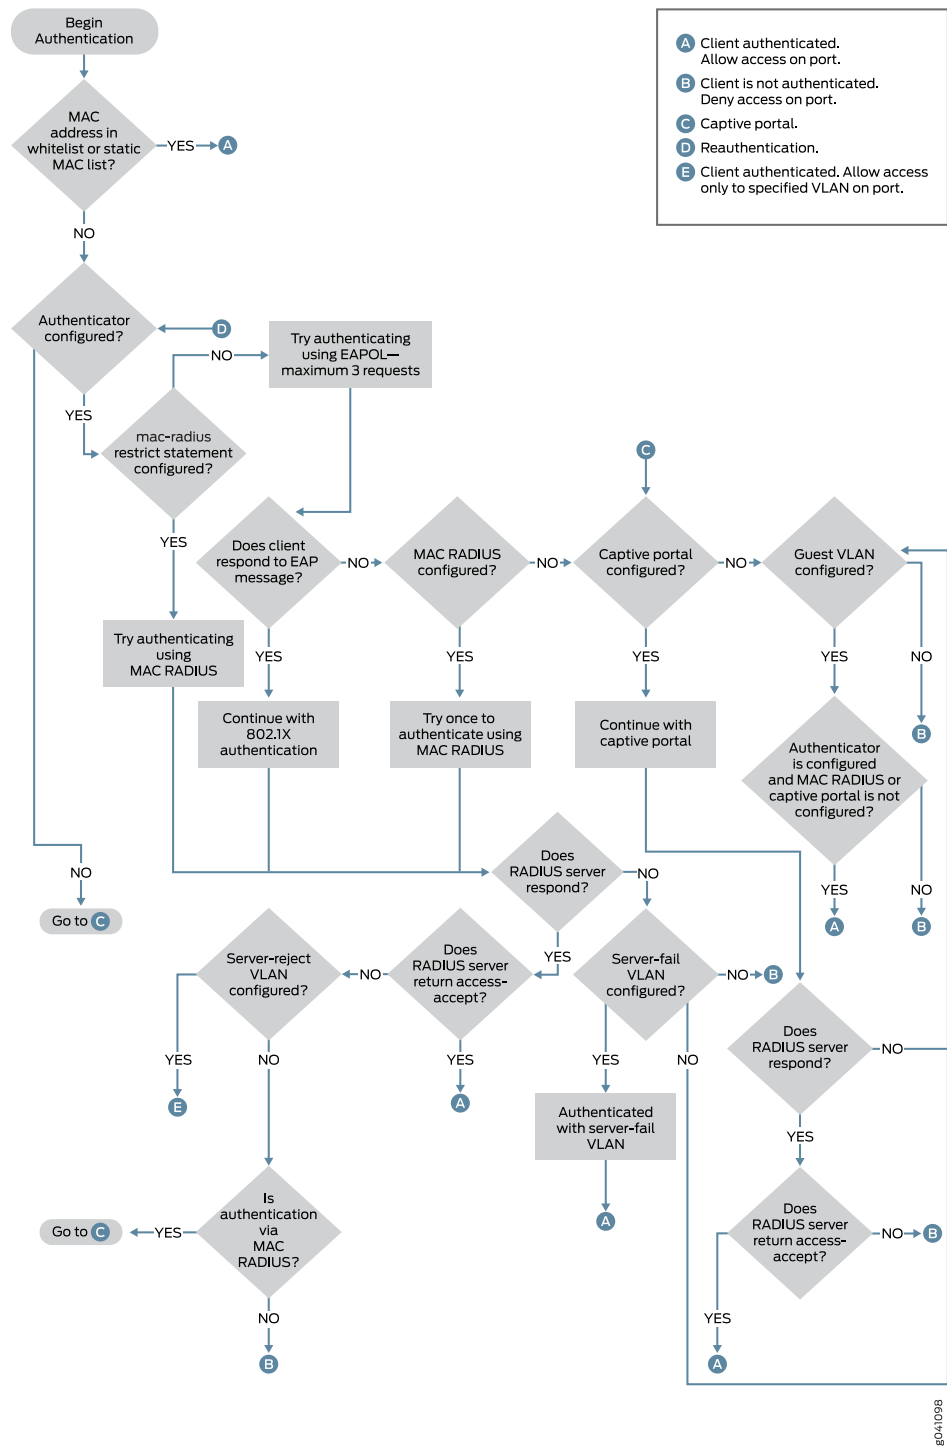 Begin
Authentication
A Client authenticated.
Allow access on port.
B Client is not authenticated.
Deny access on port.
C Captive portal.
D Reauthentication.
E Client authenticated. Allow access
only to specified VLAN on port.
MAC
address in
whitelist or static
MAC list?
YES
A
NO
Authenticator
configured?
D
NO
Try authenticating
using EAPOL—
maximum 3 requests
YES
mac-radius
restrict statement
configured?
C
YES
Does client
respond to EAP
message?
NO
MAC RADIUS
configured?
NO
Captive portal
configured?
NO
Guest VLAN
configured?
Try authenticating
using
MAC RADIUS
YES
YES
YES
YES
NO
Continue with
802.1X
authentication
Try once to
authenticate using
MAC RADIUS
Continue with
captive portal
B
Authenticator
is configured
and MAC RADIUS or
captive portal is not
configured?
NO
Go to C
Does
RADIUS server
respond?
NO
YES
NO
A
B
YES
Server-reject
VLAN
configured?
NO
Does
RADIUS server
return access-
accept?
Server-fail
VLAN
configured?
NO
B
YES
NO
YES
YES
NO
Does
RADIUS server
respond?
NO
E
A
Authenticated
with server-fail
VLAN
YES
A
Go to C
YES
Is
authentication
via
MAC
RADIUS?
Does
RADIUS server
return access-
accept?
NO
B
NO
B
YES
A
g041098